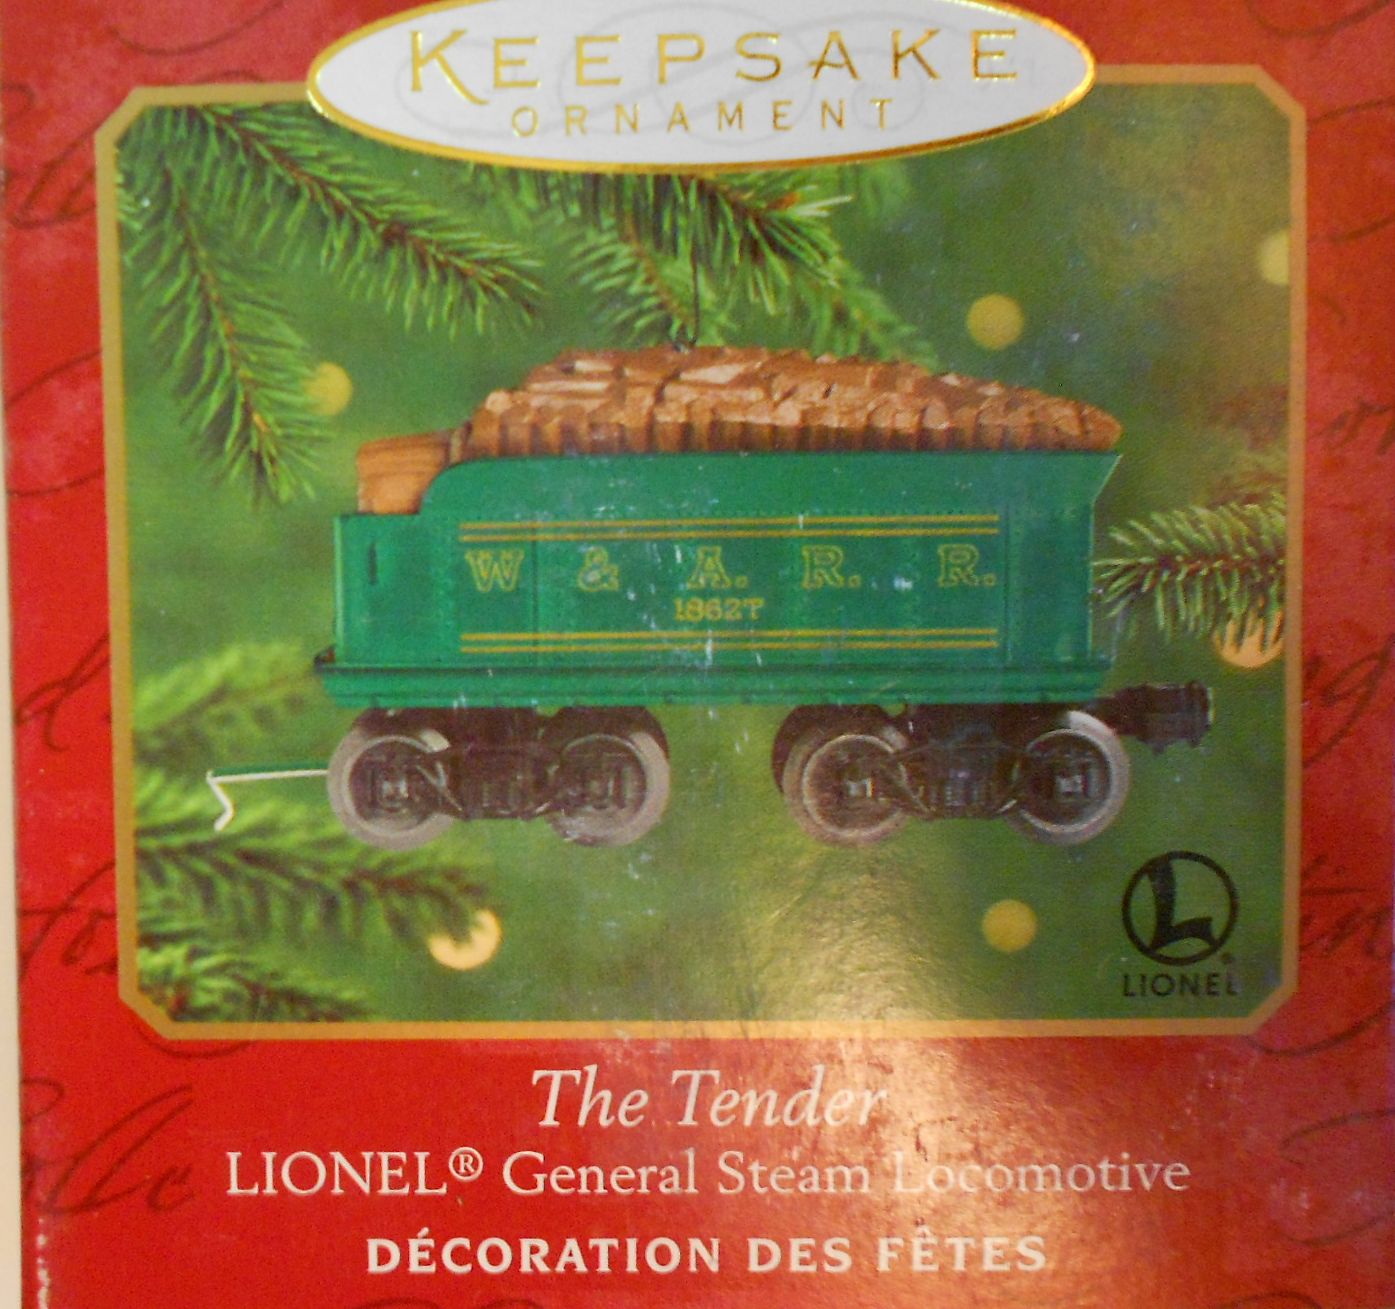 KEEPSAKE
ORNAMENT
W & A. R. R.
1862T
L
LIONEL
The Tender
LIONEL® General Steam Locomotive
DÉCORATION DES FÊTES